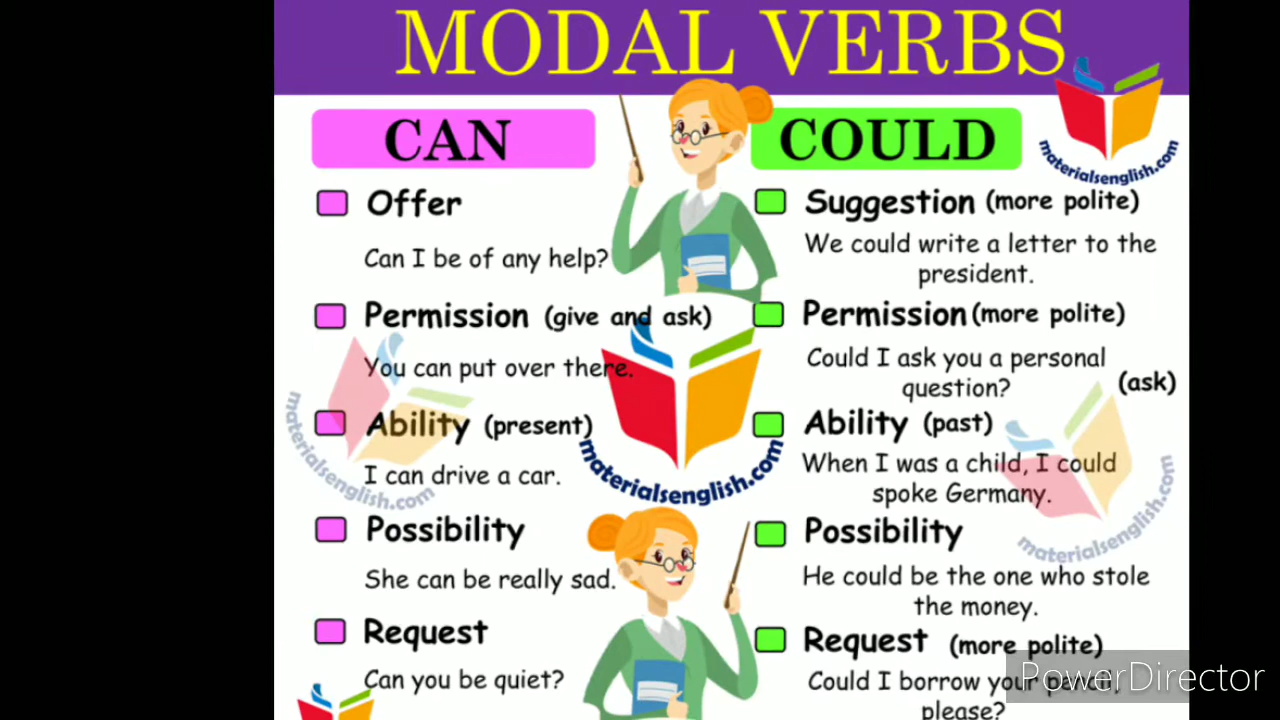 MODAL VERBS
CAN
Offer
Can I be of any help?
Permission (give and ask)
You can put over there.
Ability (present)
I can drive a car.
Possibility
She can be really sad.
Request
Can you be quiet?
COULD
Suggestion (more polite)
We could write a letter to the
president.
Permission (more polite)
Could I ask you a personal
question?
(ask)
Ability (past)
When I was a child, I could
spoke Germany.
Possibility
He could be the one who stole
the money.
Request (more polite)
Could I borrow your pencil,
please?
materialsenglish.com
materialsenglish.com
materialsenglish.com
materialsenglish.com
PowerDirector